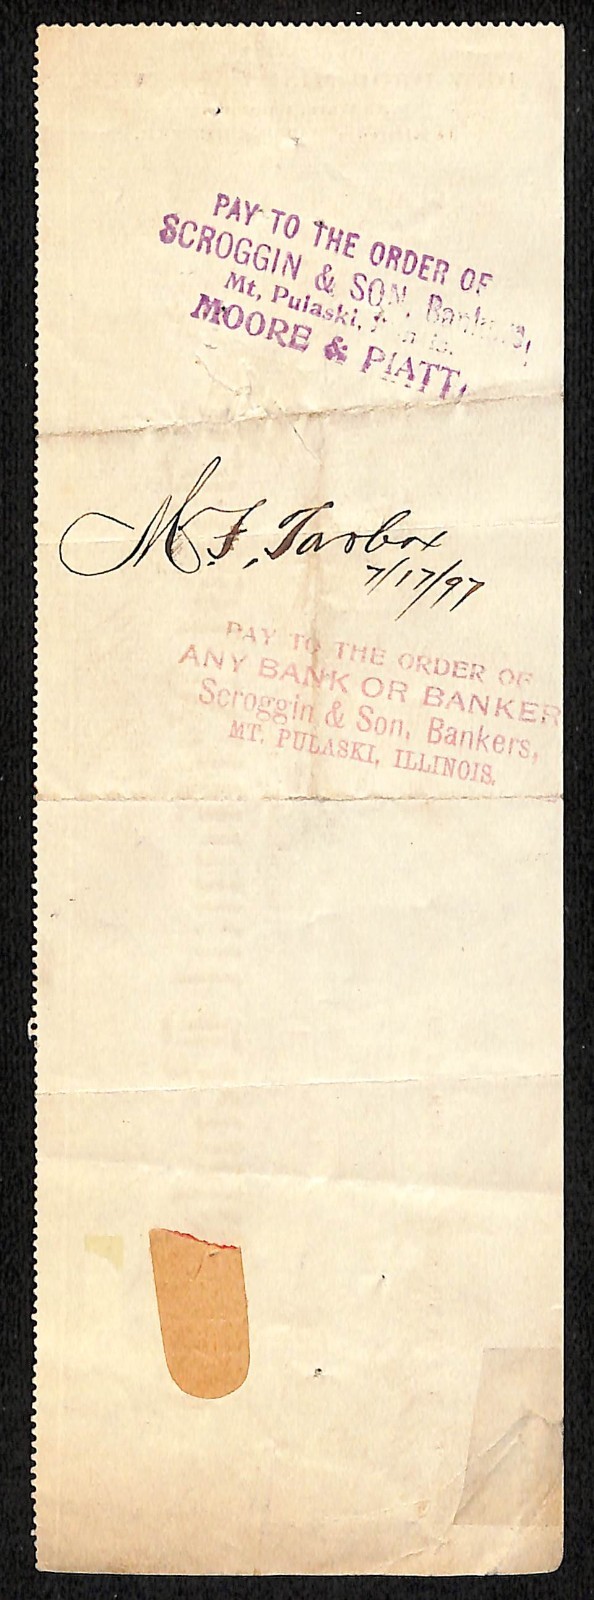 PAY TO THE ORDER OF
SCROGGIN & SON, Bankers,
Mt, Pulaski,
MOORE & PIATT,
M. F. Tarbox
7/17/97
PAY TO THE ORDER OF
ANY BANK OR BANKER
Scroggin & Son, Bankers,
MT. PULASKI, ILLINOIS.